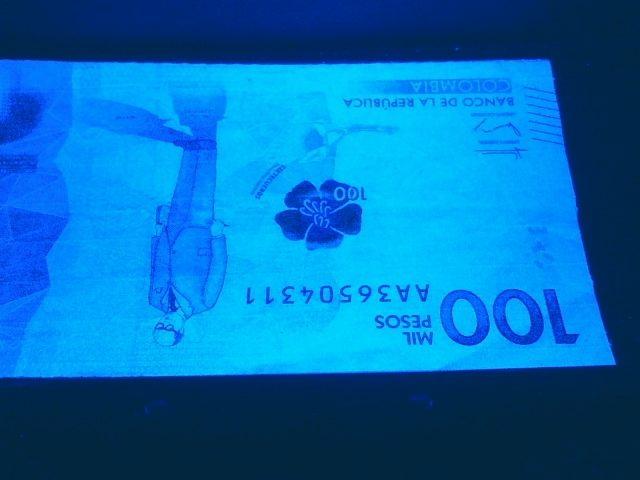 100 MIL
PESOS
AA36504311
100
BANCO DE LA REPÚBLICA
COLOMBIA